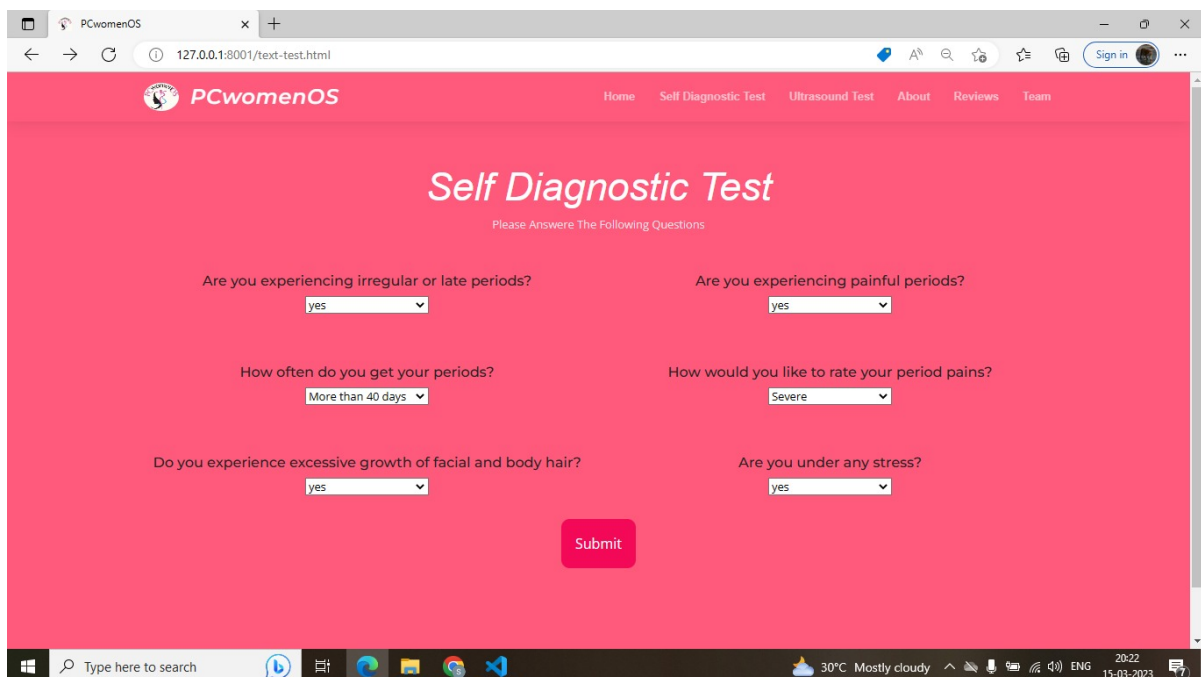 PCwomenOS
127.0.0.1:8001/text-test.html
Sign in
PCwomenOS
Home Self Diagnostic Test Ultrasound Test About Reviews Team
Self Diagnostic Test
Please Answere The Following Questions
Are you experiencing irregular or late periods? Are you experiencing painful periods?
yes yes
How often do you get your periods? How would you like to rate your period pains?
More than 40 days Severe
Do you experience excessive growth of facial and body hair? Are you under any stress?
yes yes
Submit
Type here to search
30°C Mostly cloudy
ENG
20:22
15-03-2023